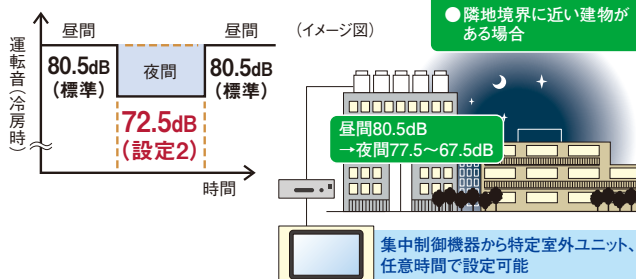 運転音(冷房時)
昼間
80.5dB
(標準)
夜間
72.5dB
(設定2)
昼間
80.5dB
(標準)
時間
(イメージ図)
●隣地境界に近い建物が
ある場合
昼間80.5dB
→夜間77.5~67.5dB
集中制御機器から特定室外ユニット、
任意時間で設定可能